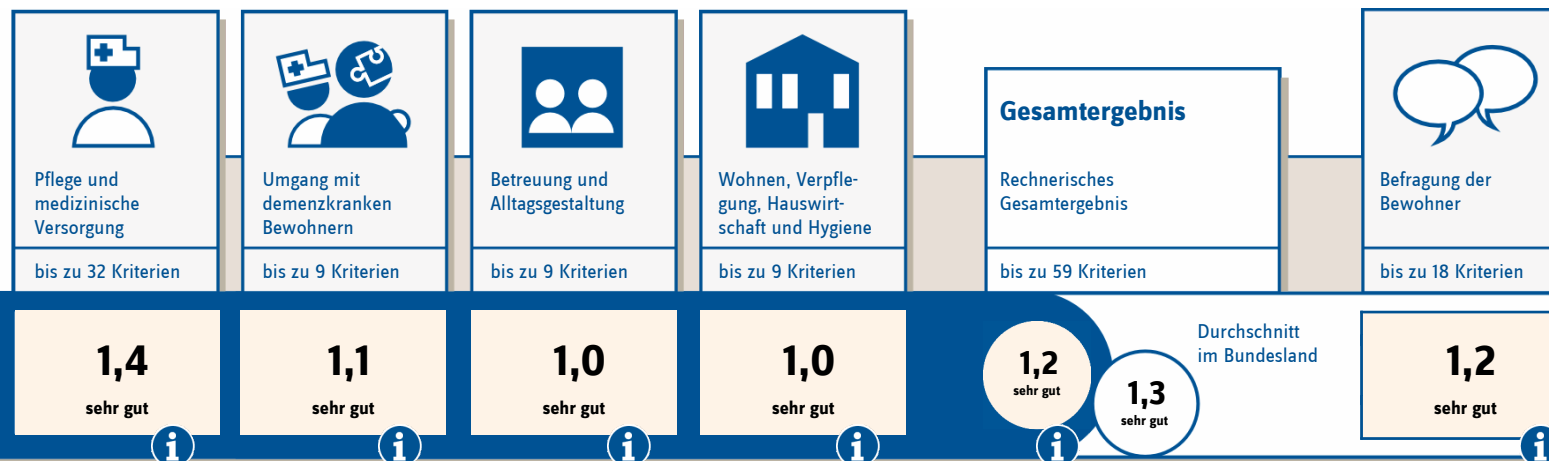 Pflege und
medizinische
Versorgung
bis zu 32 Kriterien
1,4
sehr gut
i
Umgang mit
demenzkranken
Bewohnern
bis zu 9 Kriterien
1,1
sehr gut
i
Betreuung und
Alltagsgestaltung
bis zu 9 Kriterien
1,0
sehr gut
i
Wohnen, Verpfle-
gung, Hauswirt-
schaft und Hygiene
bis zu 9 Kriterien
1,0
sehr gut
i
Gesamtergebnis
Rechnerisches
Gesamtergebnis
bis zu 59 Kriterien
1,2
sehr gut
i
1,3
sehr gut
Durchschnitt
im Bundesland
Befragung der
Bewohner
bis zu 18 Kriterien
1,2
sehr gut
i